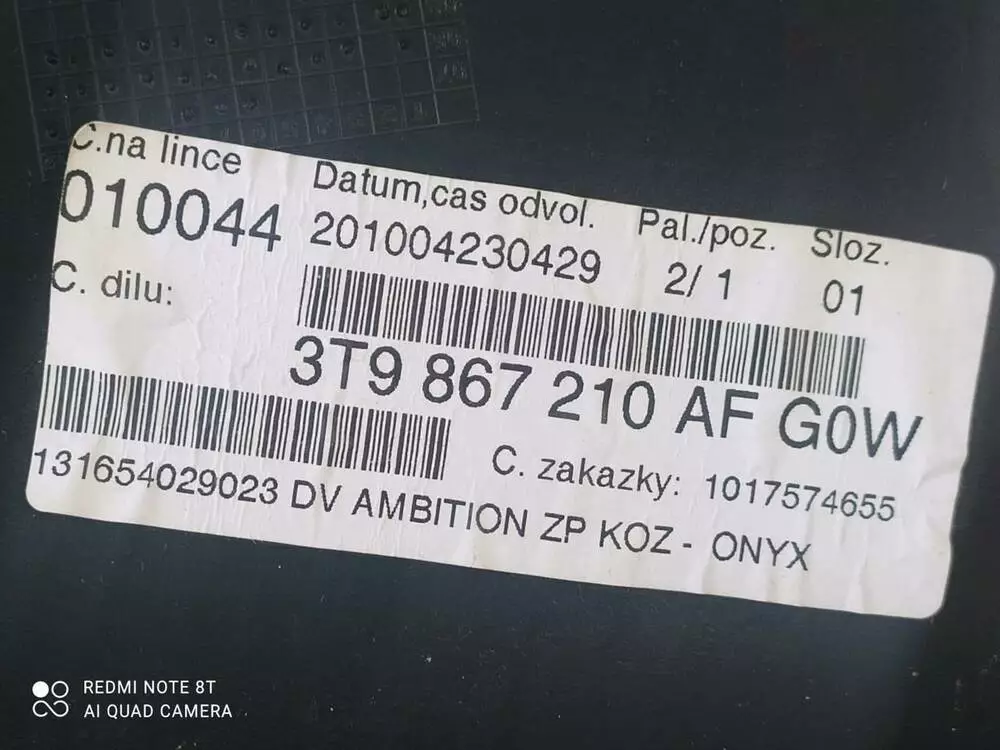 C.na lince Datum,cas odvol. Pal./poz. Sloz.
010044 201004230429 2/ 1 01
C. dilu:
3T9 867 210 AF G0W
C. zakazky: 1017574655
131654029023 DV AMBITION ZP KOZ - ONYX
REDMI NOTE 8T
AI QUAD CAMERA